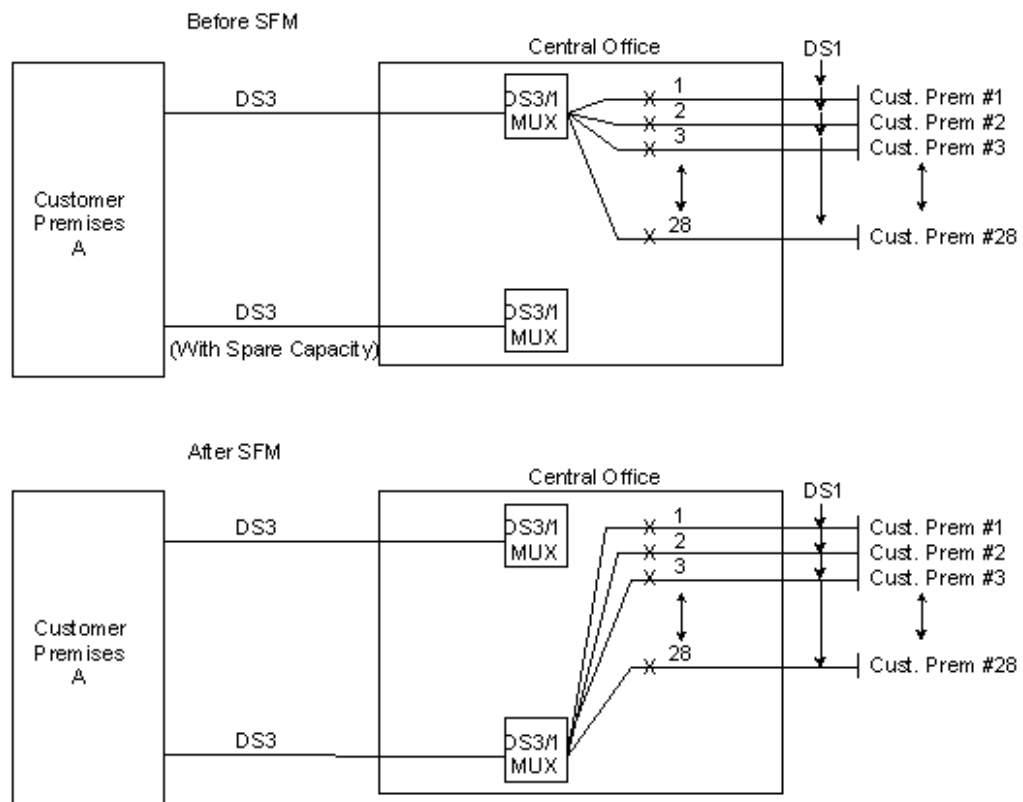 Before SFM
Central Office
DS1
DS3
DS3/1
MUX
1
2
3
28
Cust. Prem #1
Cust. Prem #2
Cust. Prem #3
Cust. Prem #28
Customer
Premises
A
DS3
(With Spare Capacity)
DS3/1
MUX
After SFM
Central Office
DS1
DS3
DS3/1
MUX
1
2
3
28
Cust. Prem #1
Cust. Prem #2
Cust. Prem #3
Cust. Prem #28
Customer
Premises
A
DS3
DS3/1
MUX